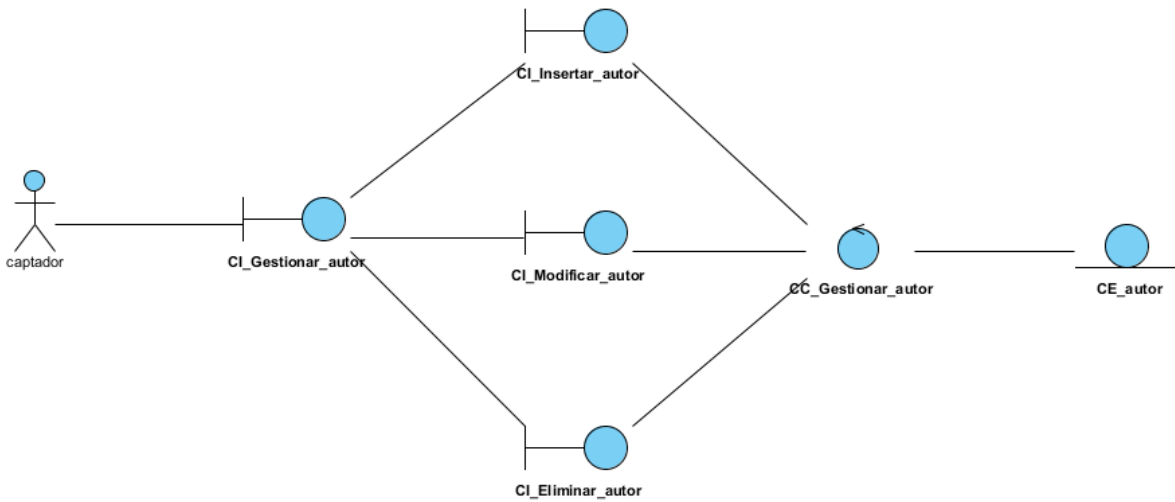 CI_Insertar_autor
captador
CI_Gestionar_autor
CI_Modificar_autor
CC_Gestionar_autor
CE_autor
CI_Eliminar_autor